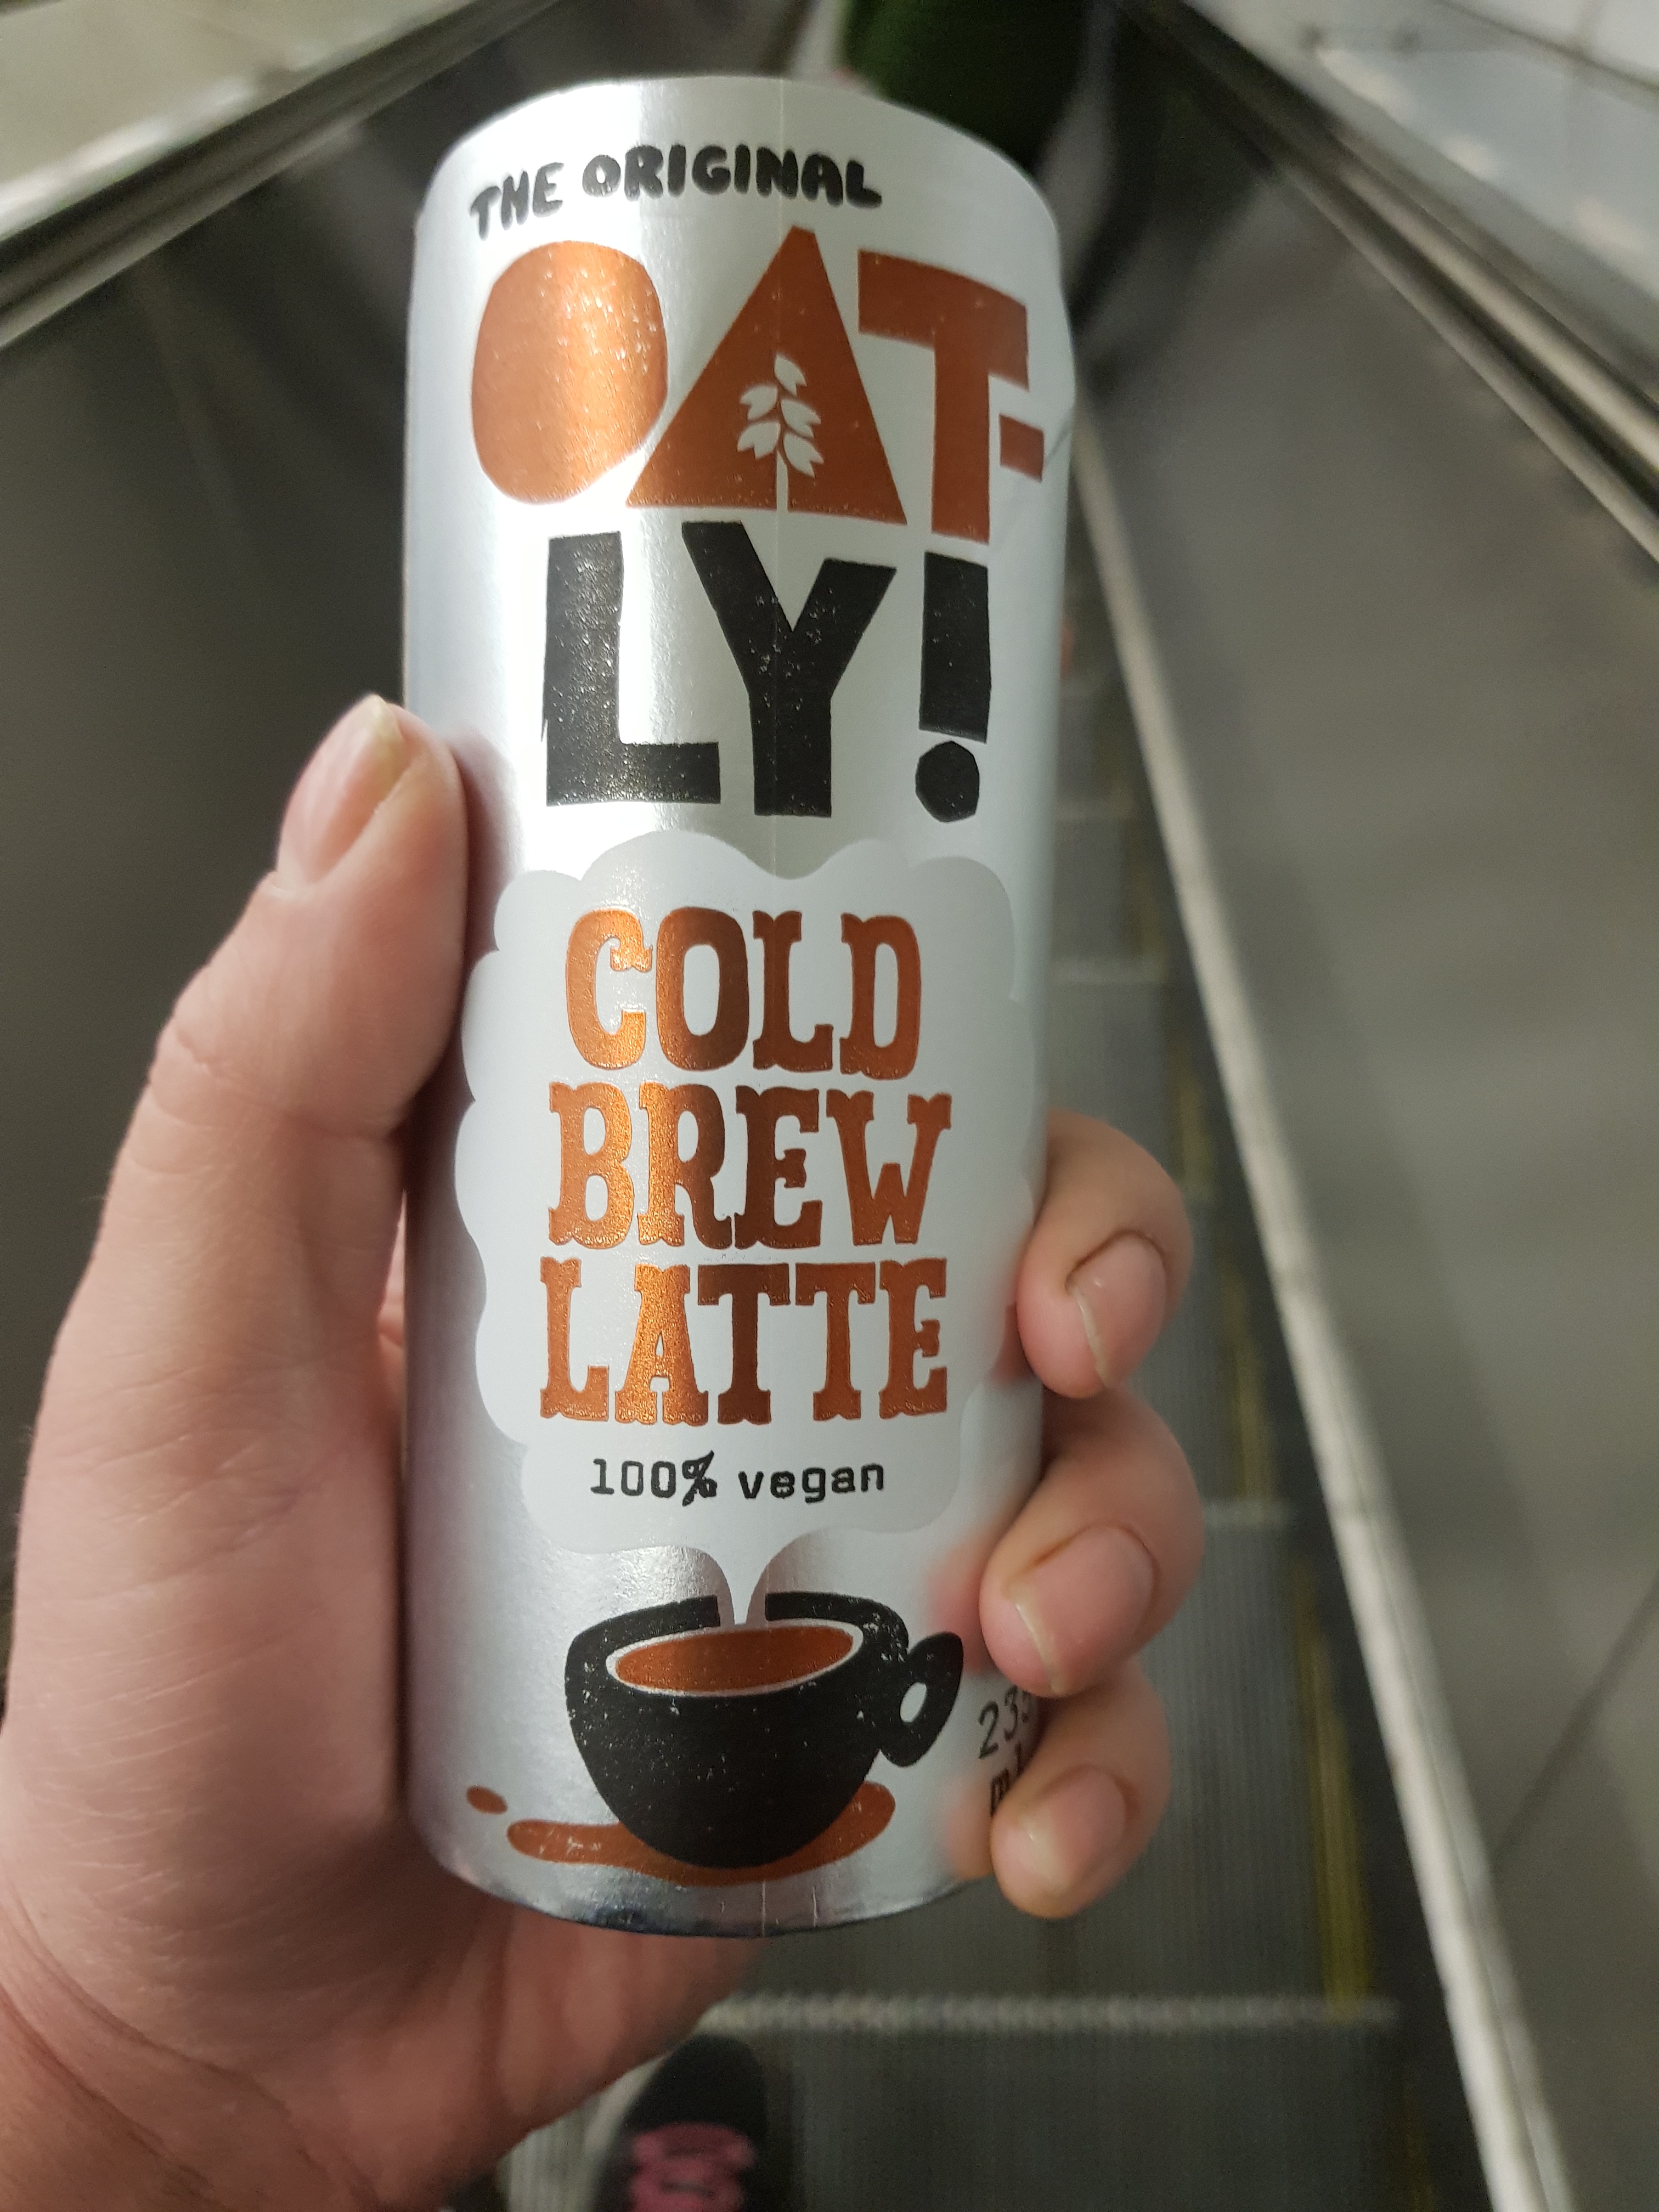 THE ORIGINAL
OAT-
LY!
COLD
BREW
LATTE
100% vegan